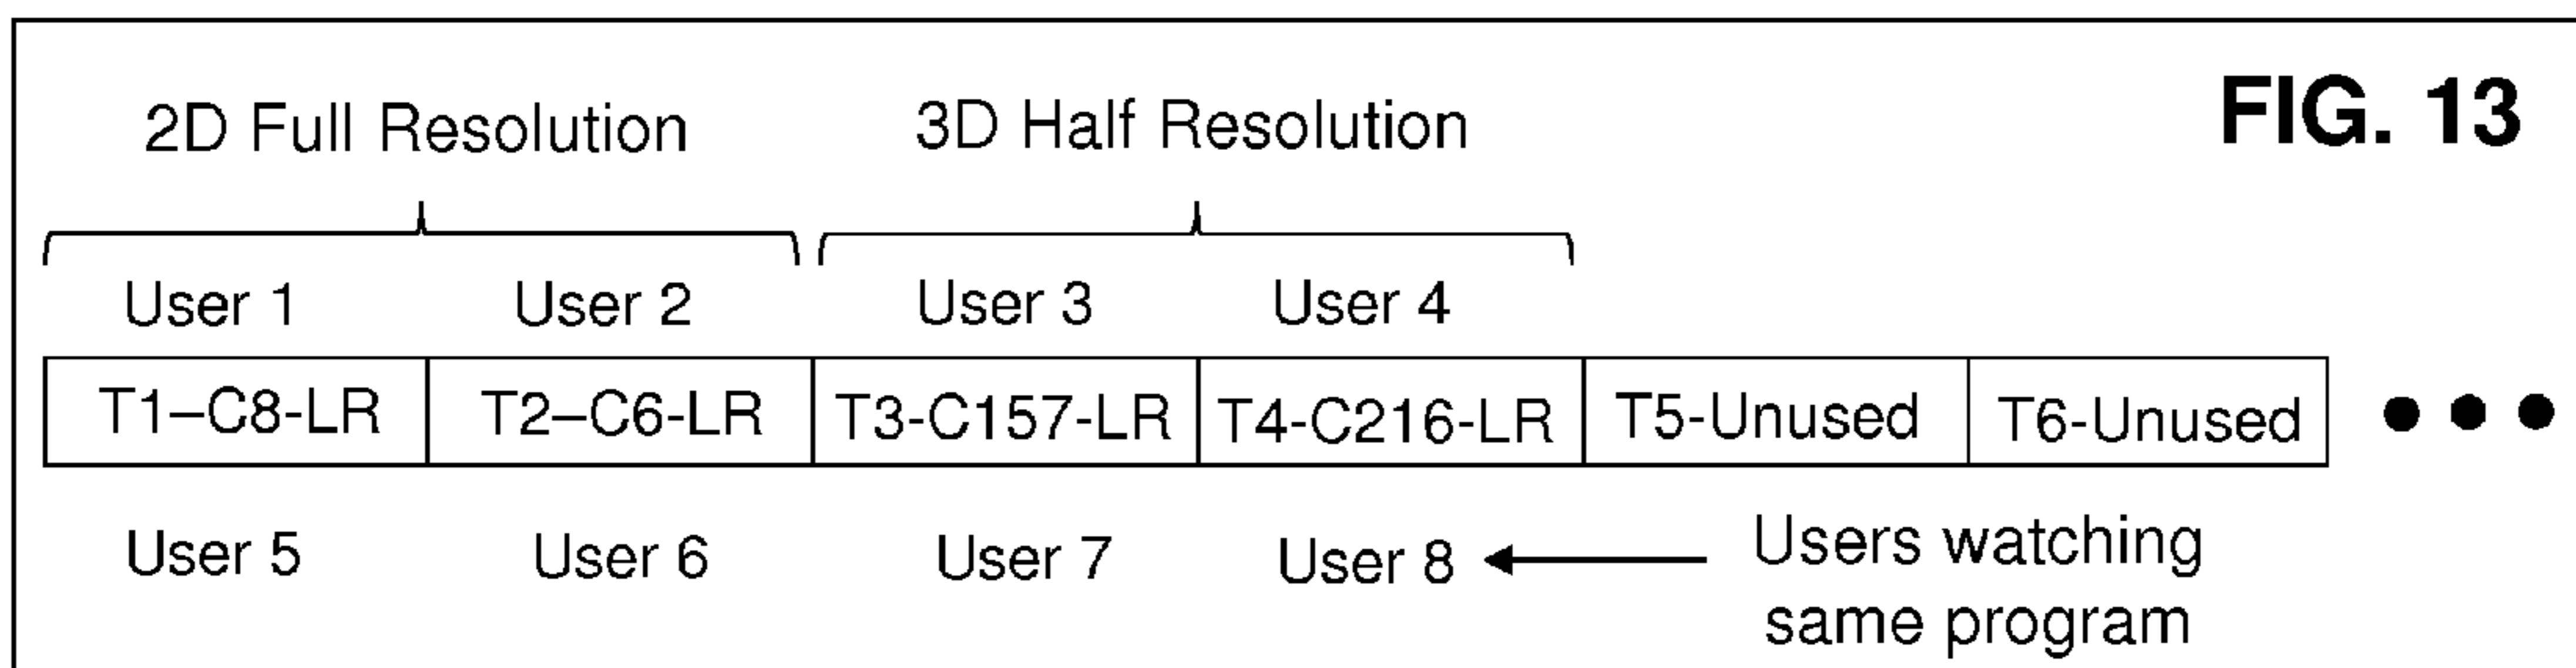 FIG. 13
2D Full Resolution 3D Half Resolution
User 1 User 2 User 3 User 4
T1–C8-LR T2–C6-LR T3-C157-LR T4-C216-LR T5-Unused T6-Unused
User 5 User 6 User 7 User 8 Users watching
same program